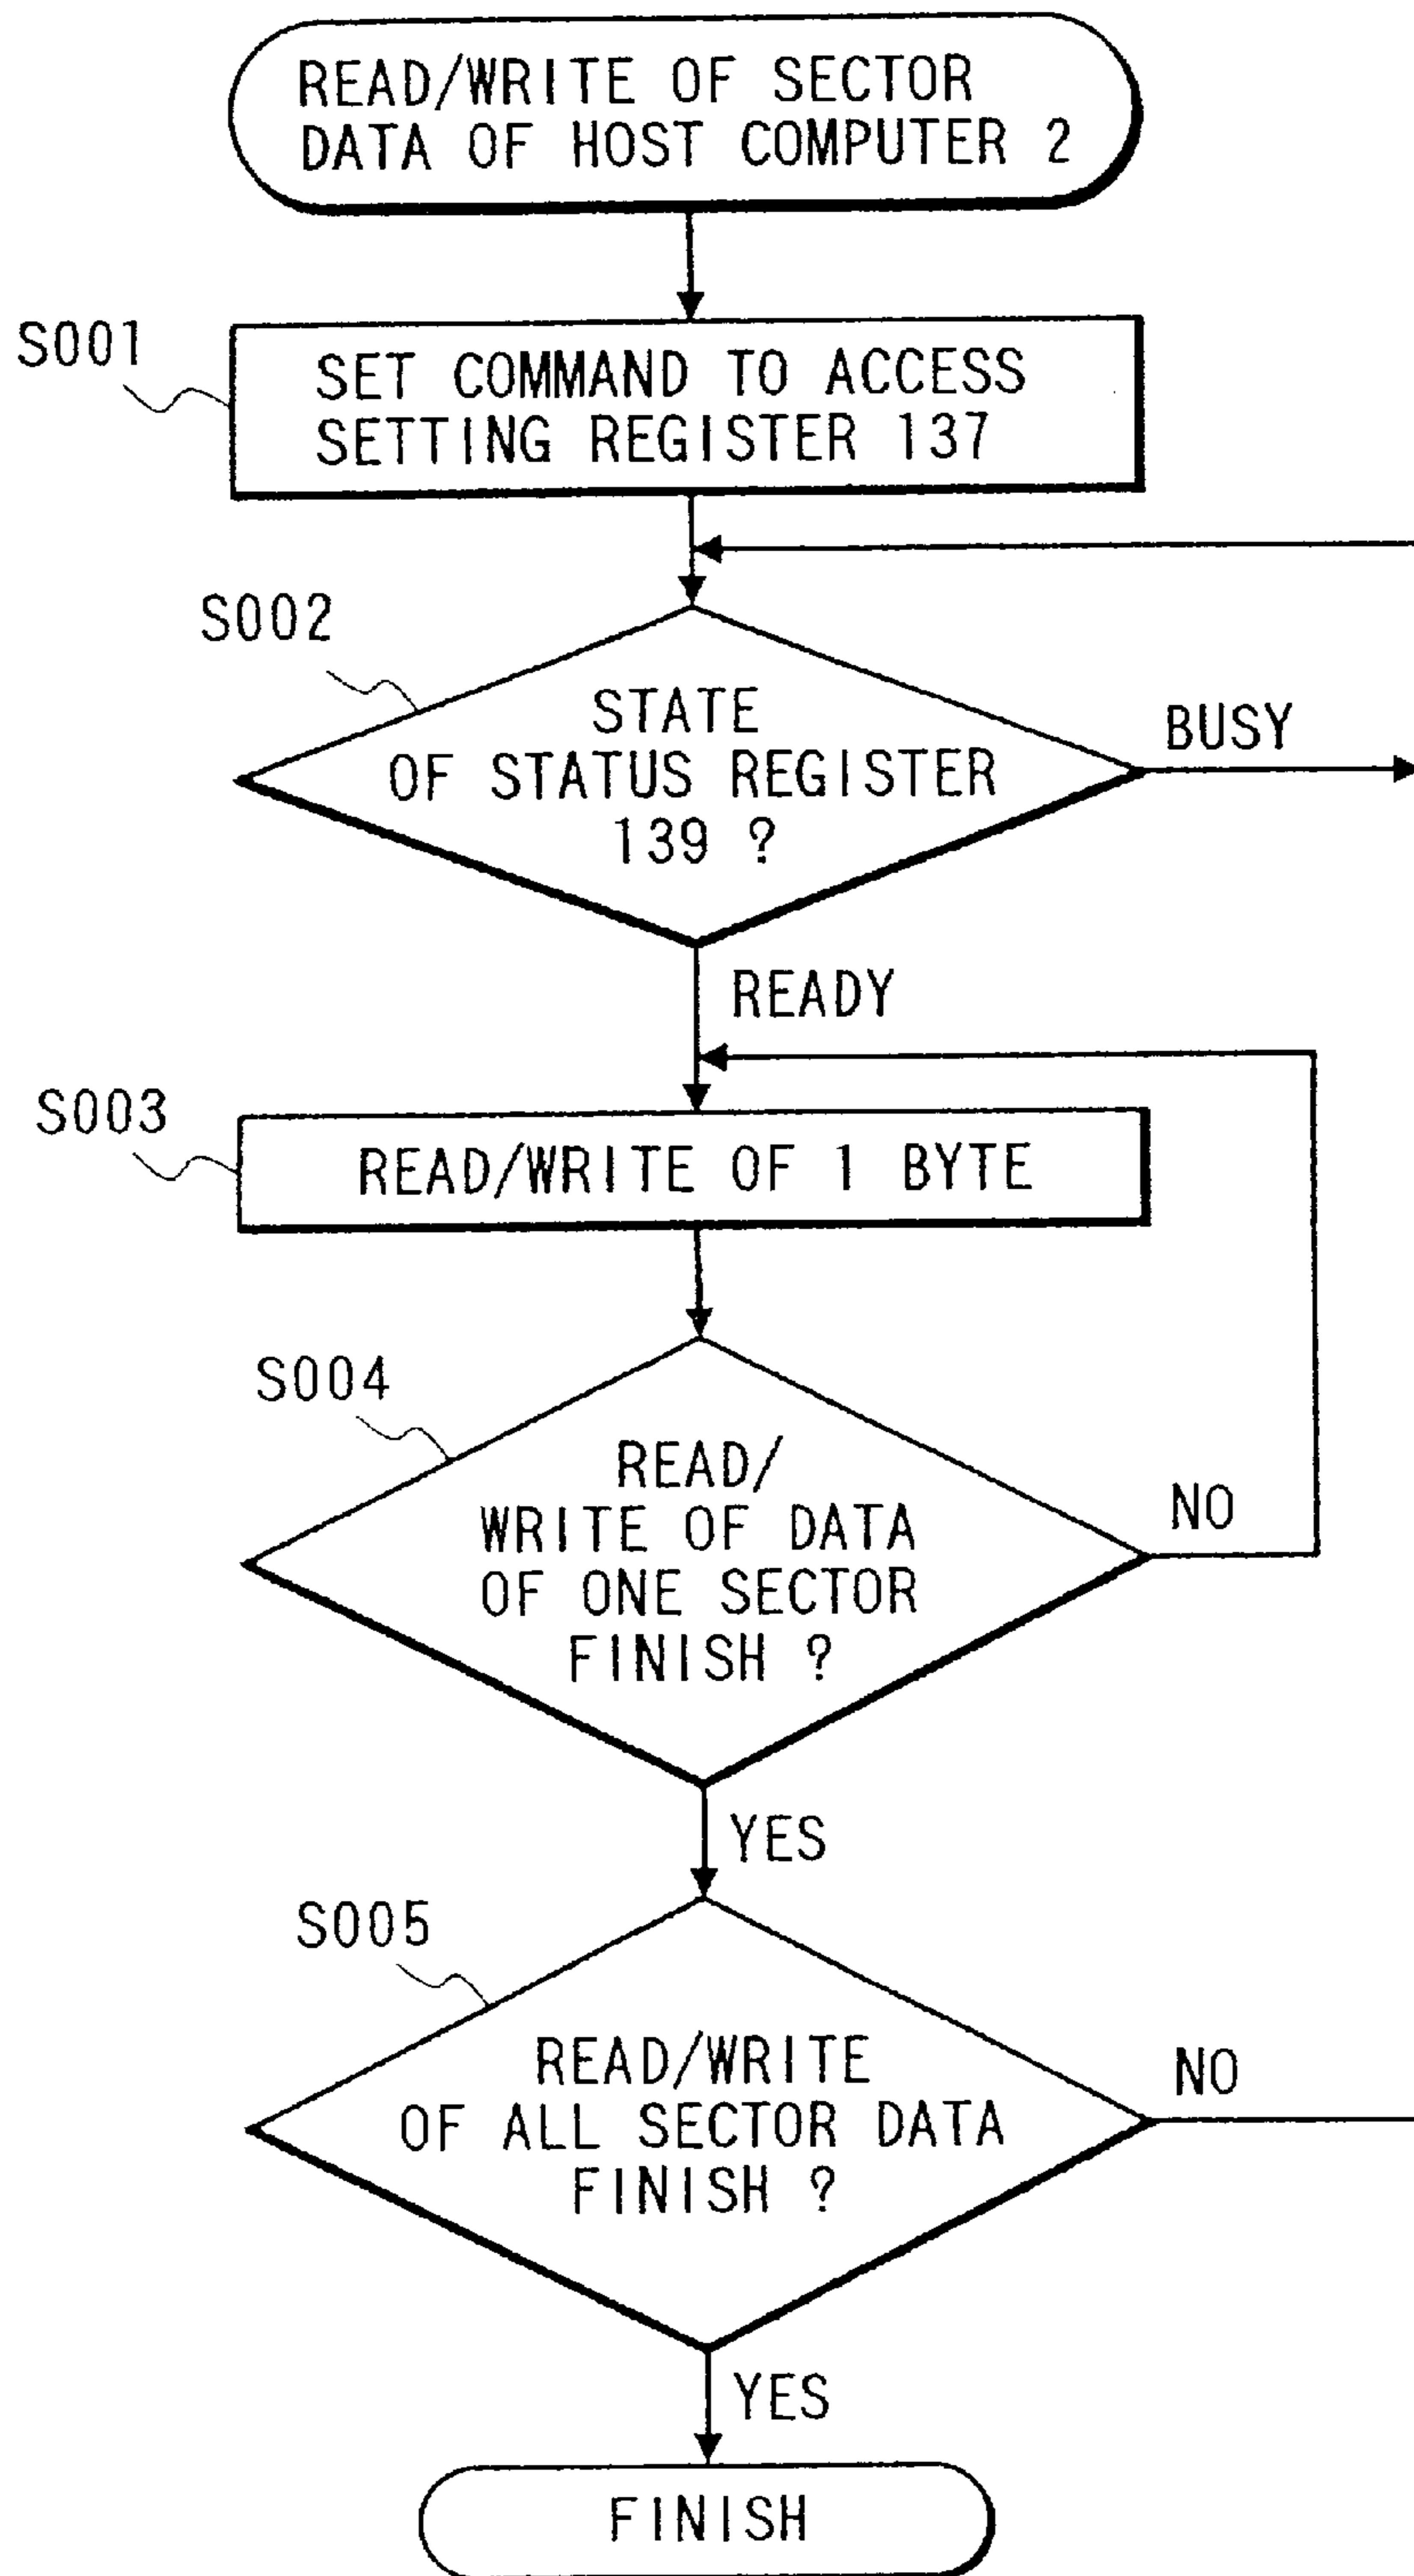 READ/WRITE OF SECTOR
DATA OF HOST COMPUTER 2
S001
SET COMMAND TO ACCESS
SETTING REGISTER 137
S002
STATE
OF STATUS REGISTER
139 ?
BUSY
READY
S003
READ/WRITE OF 1 BYTE
S004
READ/
WRITE OF DATA
OF ONE SECTOR
FINISH ?
NO
YES
S005
READ/WRITE
OF ALL SECTOR DATA
FINISH ?
NO
YES
FINISH